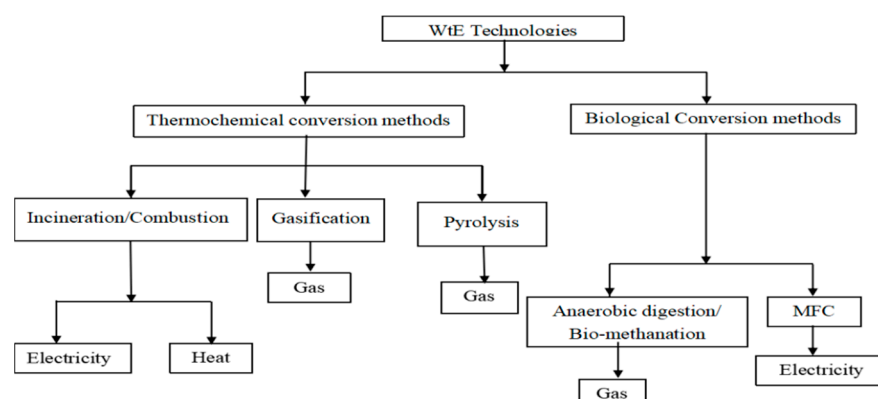 WtE Technologies
Thermochemical conversion methods
Biological Conversion methods
Incineration/Combustion
Gasification
Pyrolysis
Gas
Gas
Anaerobic digestion/
Bio-methanation
MFC
Electricity
Heat
Electricity
Gas